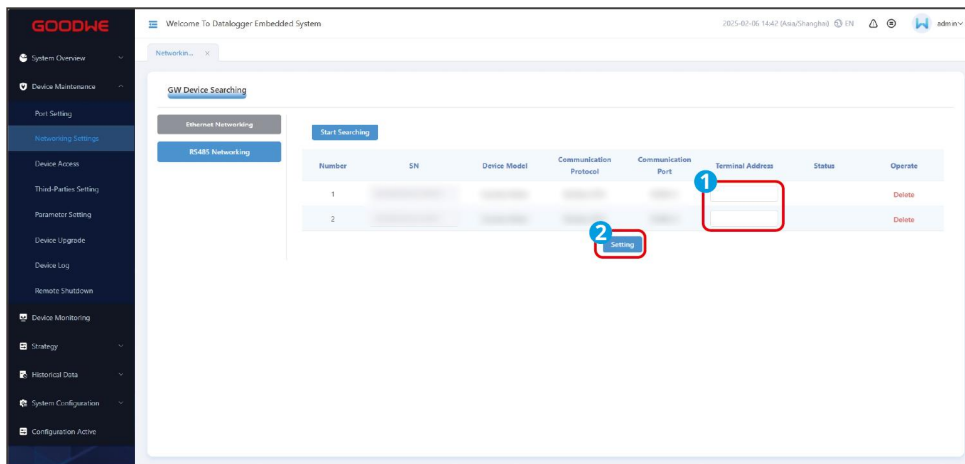 GOODWE
Welcome To Datalogger Embedded System
2025-02-06 14:42 (Asia/Shanghai) EN
admin
System Overview
Networkin... ×
Device Maintenance
GW Device Searching
Port Setting
Ethernet Networking
Start Searching
Networking Settings
RS485 Networking
Number SN Device Model Communication Protocol Communication Port Terminal Address Status Operate
Device Access
1
1 Delete
Third-Parties Setting
Parameter Setting
2 Delete
2
Setting
Device Upgrade
Device Log
Remote Shutdown
Device Monitoring
Strategy
Historical Data
System Configuration
Configuration Active